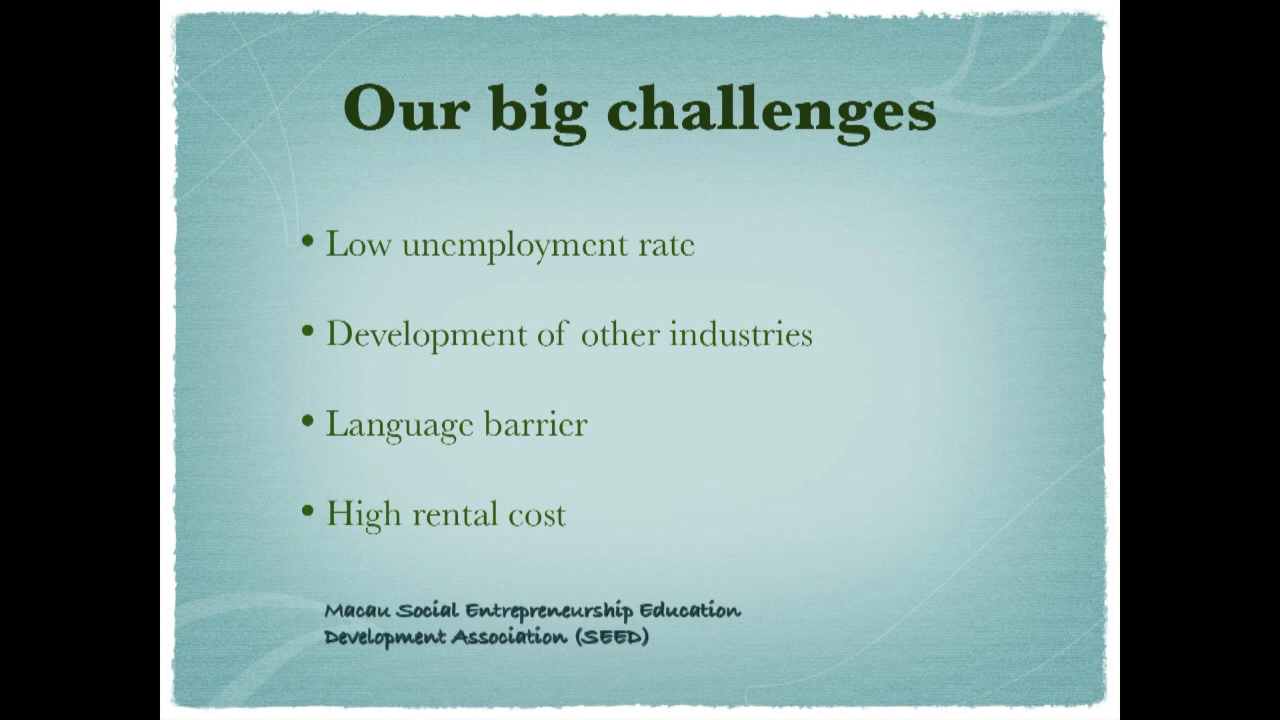 Our big challenges
• Low unemployment rate
• Development of other industries
• Language barrier
• High rental cost
Macau Social Entrepreneurship Education
Development Association (SEED)